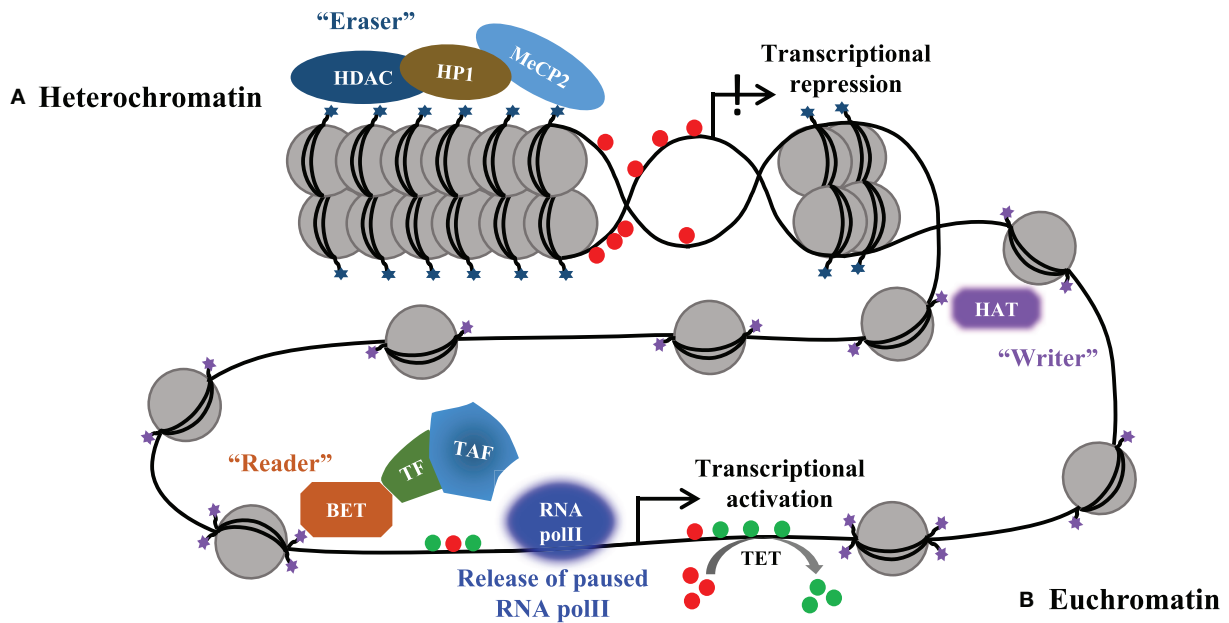 “Eraser”
HDAC
HP1
MeCP2
Transcriptional
repression
!
A Heterochromatin
HAT
“Writer”
“Reader”
BET
TF
TAF
RNA
polII
Release of paused
RNA polII
Transcriptional
activation
TET
B Euchromatin